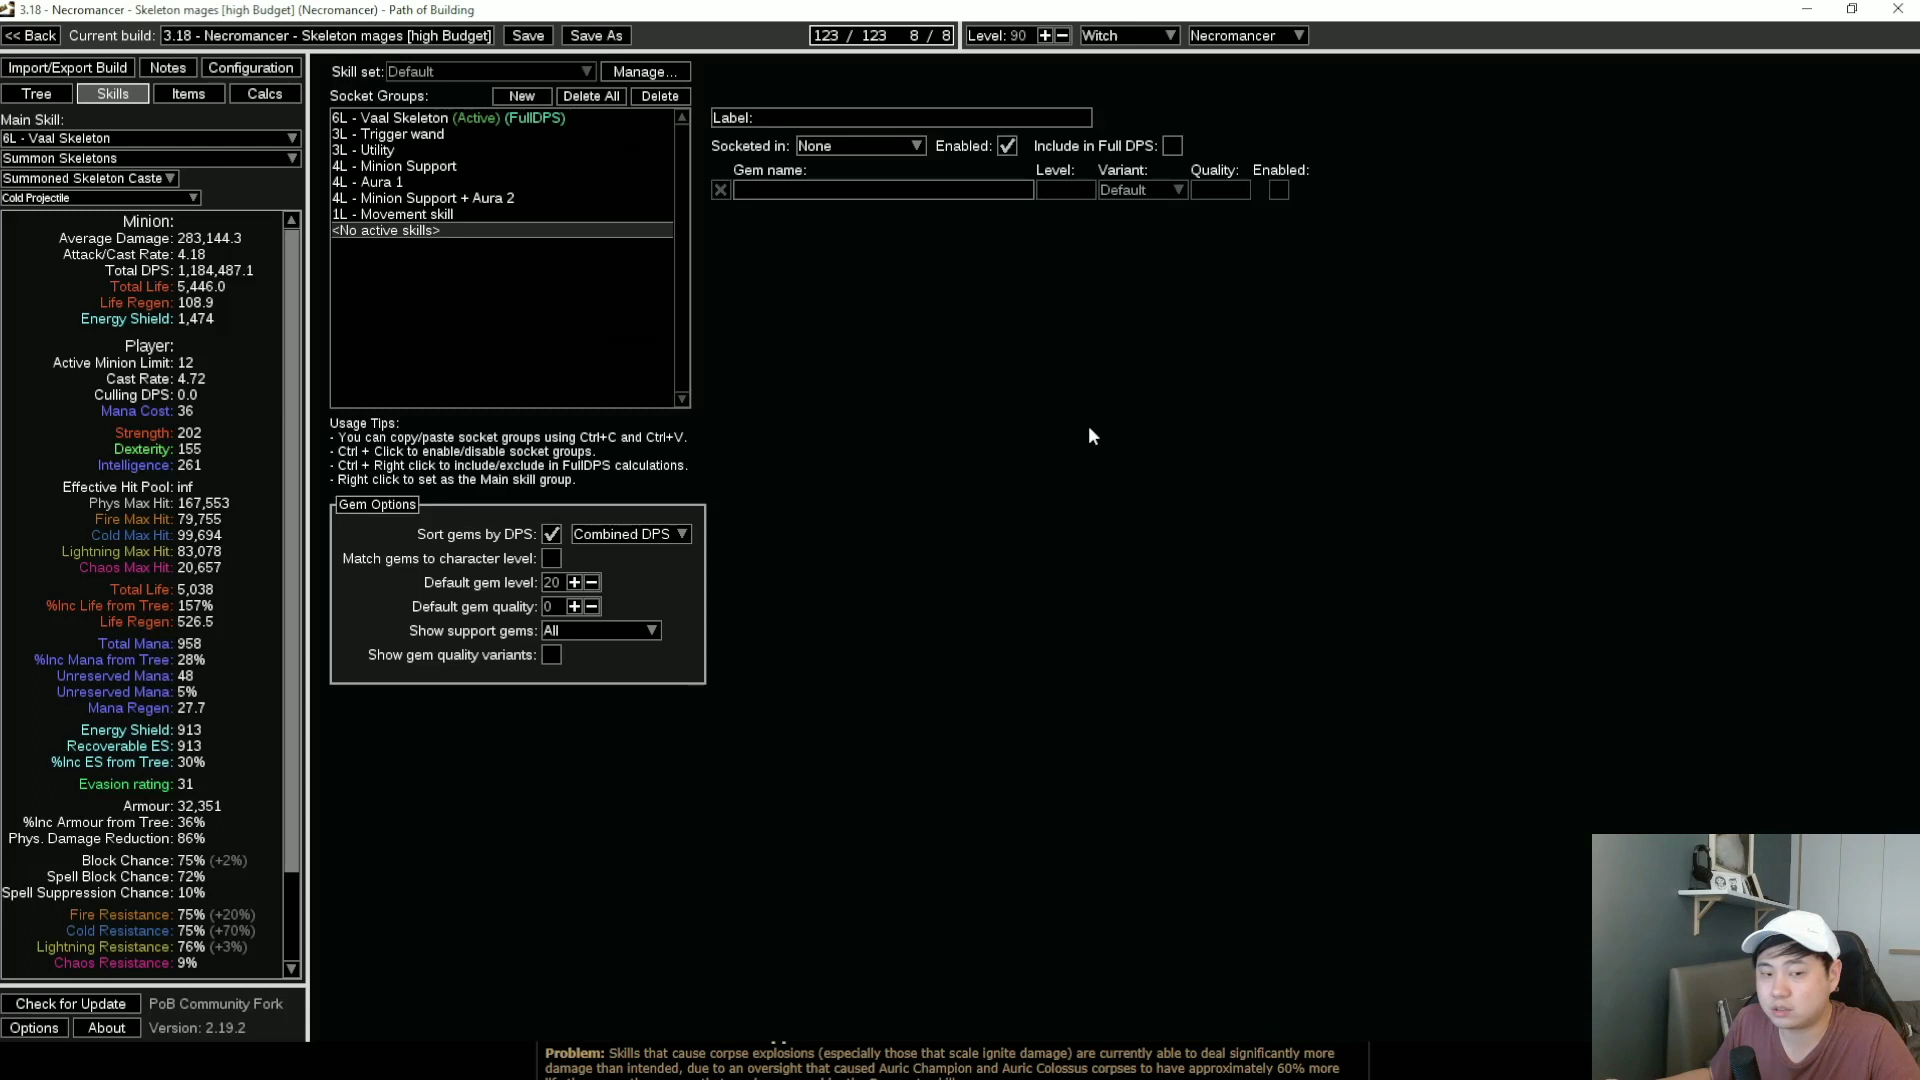 3.18 - Necromancer - Skeleton mages [high Budget] (Necromancer) - Path of Building
<< Back Current build: 3.18 - Necromancer - Skeleton mages [high Budget] Save Save As 123 / 123 8 / 8 Level: 90 Witch Necromancer
Import/Export Build Notes Configuration
Tree Skills Items Calcs
Main Skill:
6L - Vaal Skeleton
Summon Skeletons
Summoned Skeleton Caste
Cold Projectile
Minion:
Average Damage: 283,144.3
Attack/Cast Rate: 4.18
Total DPS: 1,184,487.1
Total Life: 5,446.0
Life Regen: 108.9
Energy Shield: 1,474
Player:
Active Minion Limit: 12
Cast Rate: 4.72
Culling DPS: 0.0
Mana Cost: 36
Strength: 202
Dexterity: 155
Intelligence: 261
Effective Hit Pool: inf
Phys Max Hit: 167,553
Fire Max Hit: 79,755
Cold Max Hit: 99,694
Lightning Max Hit: 83,078
Chaos Max Hit: 20,657
Total Life: 5,038
%Inc Life from Tree: 157%
Life Regen: 526.5
Total Mana: 958
%Inc Mana from Tree: 28%
Unreserved Mana: 48
Unreserved Mana: 5%
Mana Regen: 27.7
Energy Shield: 913
Recoverable ES: 913
%Inc ES from Tree: 30%
Evasion rating: 31
Armour: 32,351
%Inc Armour from Tree: 36%
Phys. Damage Reduction: 86%
Block Chance: 75% (+2%)
Spell Block Chance: 72%
Spell Suppression Chance: 10%
Fire Resistance: 75% (+20%)
Cold Resistance: 75% (+70%)
Lightning Resistance: 76% (+3%)
Chaos Resistance: 9%
Check for Update PoB Community Fork
Options About Version: 2.19.2
Skill set: Default Manage...
Socket Groups: New Delete All Delete
6L - Vaal Skeleton (Active) (FullDPS)
3L - Trigger wand
3L - Utility
4L - Minion Support
4L - Aura 1
4L - Minion Support + Aura 2
1L - Movement skill
<No active skills>
Usage Tips:
- You can copy/paste socket groups using Ctrl+C and Ctrl+V.
- Ctrl + Click to enable/disable socket groups.
- Ctrl + Right click to include/exclude in FullDPS calculations.
- Right click to set as the Main skill group.
Gem Options
Sort gems by DPS: Combined DPS
Match gems to character level:
Default gem level: 20
Default gem quality: 0
Show support gems: All
Show gem quality variants:
Label:
Socketed in: None Enabled: Include in Full DPS:
Gem name: Level: Variant: Quality: Enabled:
Default
Problem: Skills that cause corpse explosions (especially those that scale ignite damage) are currently able to deal significantly more
damage than intended, due to an oversight that caused Auric Champion and Auric Colossus corpses to have approximately 60% more